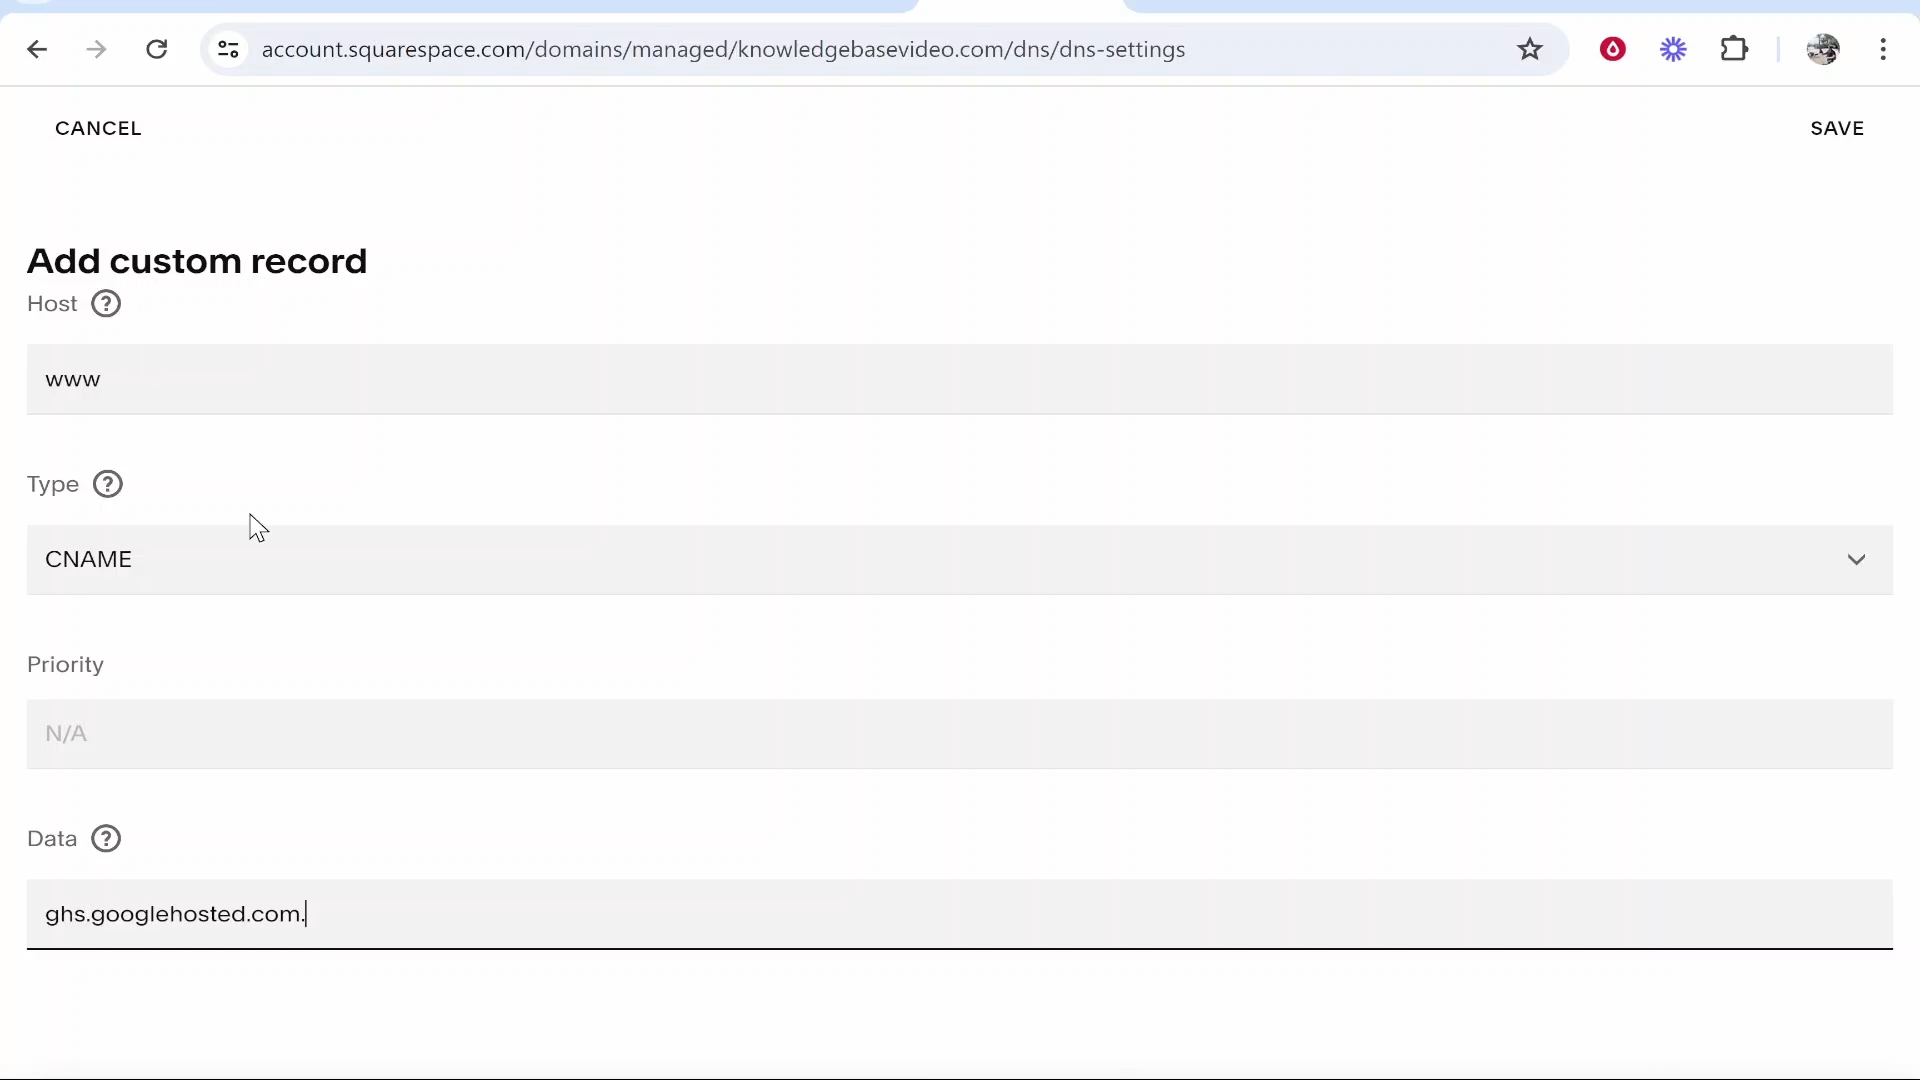 account.squarespace.com/domains/managed/knowledgebasevideo.com/dns/dns-settings
CANCEL
SAVE
Add custom record
Host
www
Type
CNAME
Priority
N/A
Data
ghs.googlehosted.com.